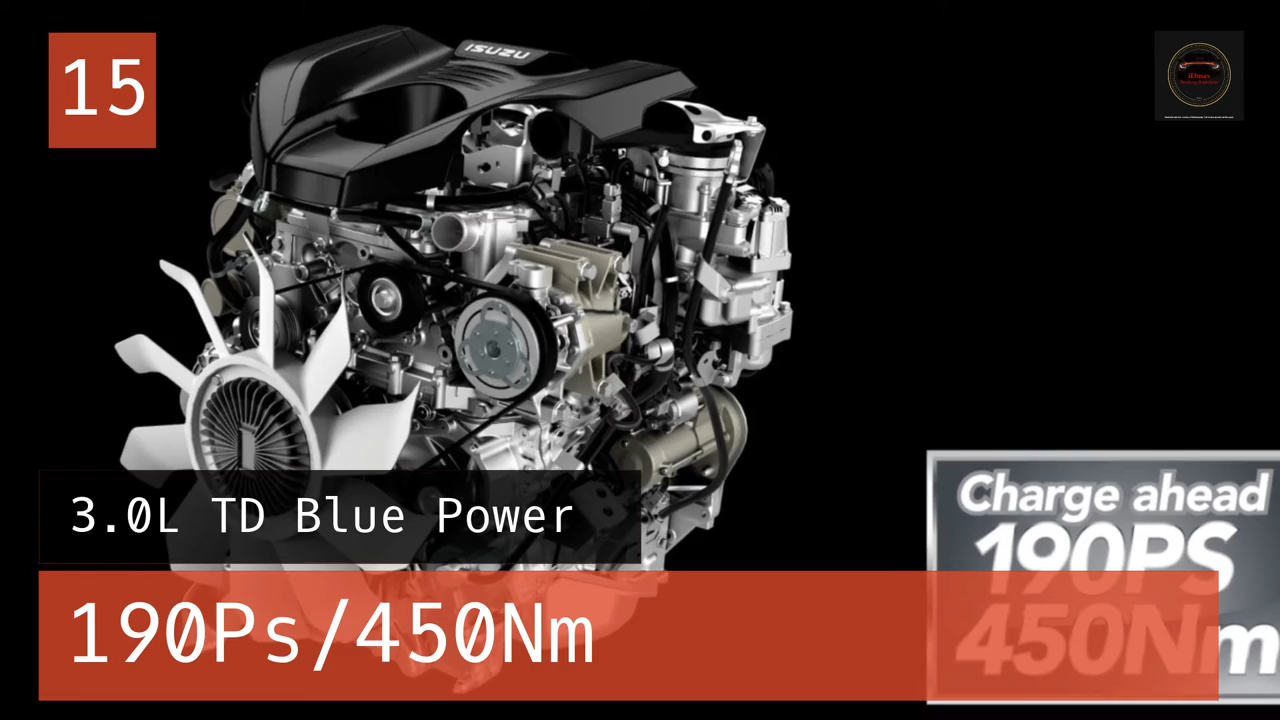 15
ISUZU
3.0L TD Blue Power
190Ps/450Nm
Charge ahead
190PS
450Nm